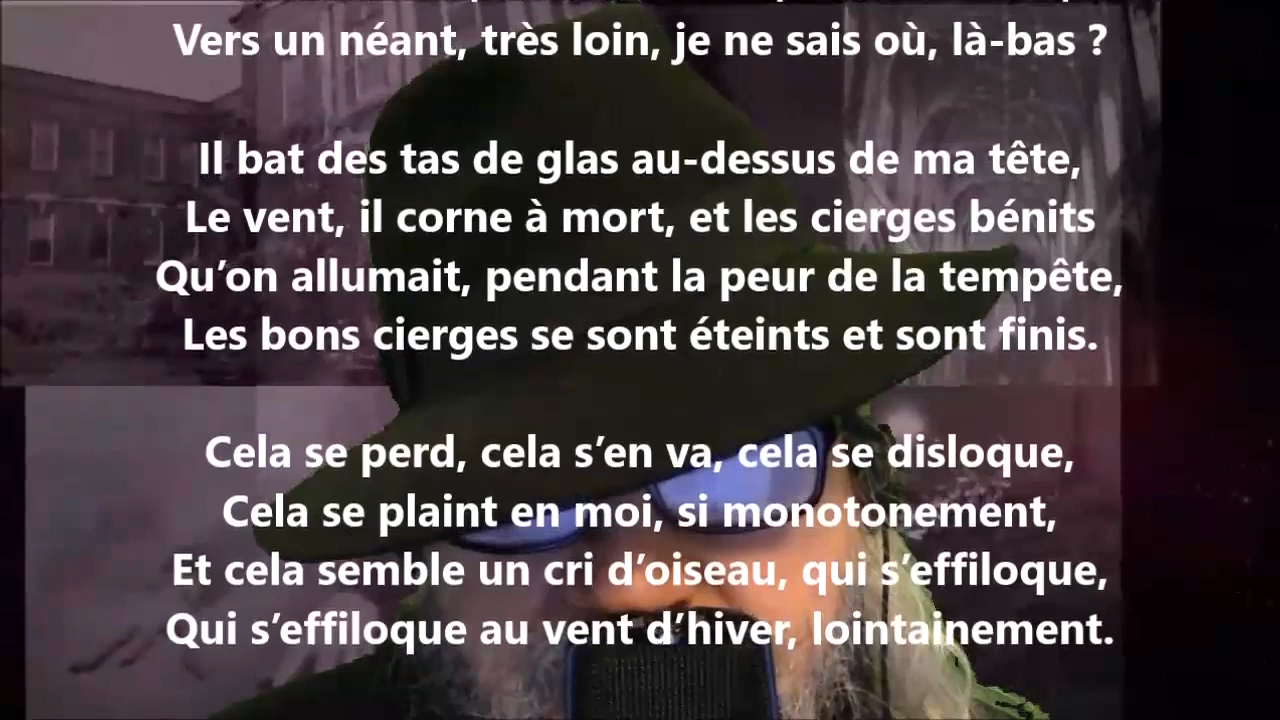 Vers un néant, très loin, je ne sais où, là-bas ?
Il bat des tas de glas au-dessus de ma tête,
Le vent, il corne à mort, et les cierges bénits
Qu’on allumait, pendant la peur de la tempête,
Les bons cierges se sont éteints et sont finis.
Cela se perd, cela s’en va, cela se disloque,
Cela se plaint en moi, si monotonement,
Et cela semble un cri d’oiseau, qui s’effiloque,
Qui s’effiloque au vent d’hiver, lointainement.